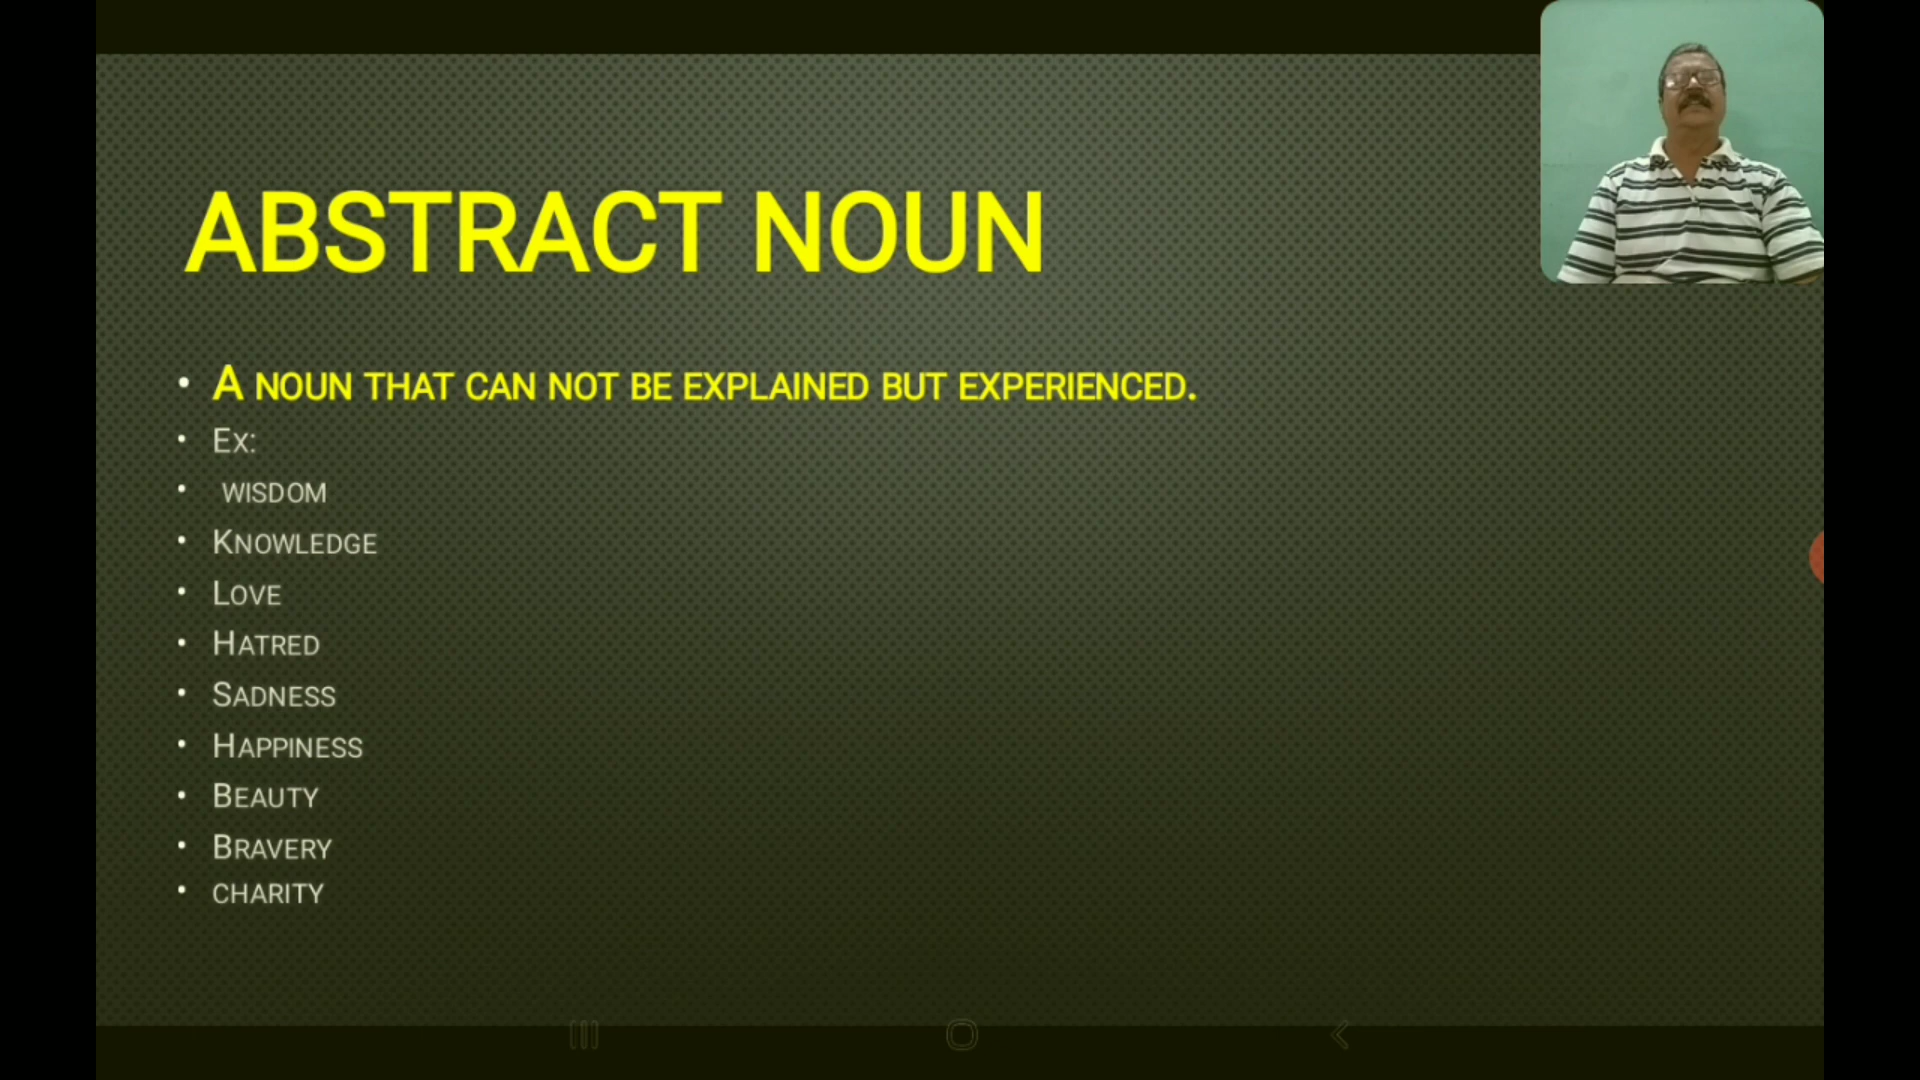 ABSTRACT NOUN
• A NOUN THAT CAN NOT BE EXPLAINED BUT EXPERIENCED.
• EX:
• WISDOM
• KNOWLEDGE
• LOVE
• HATRED
• SADNESS
• HAPPINESS
• BEAUTY
• BRAVERY
• CHARITY